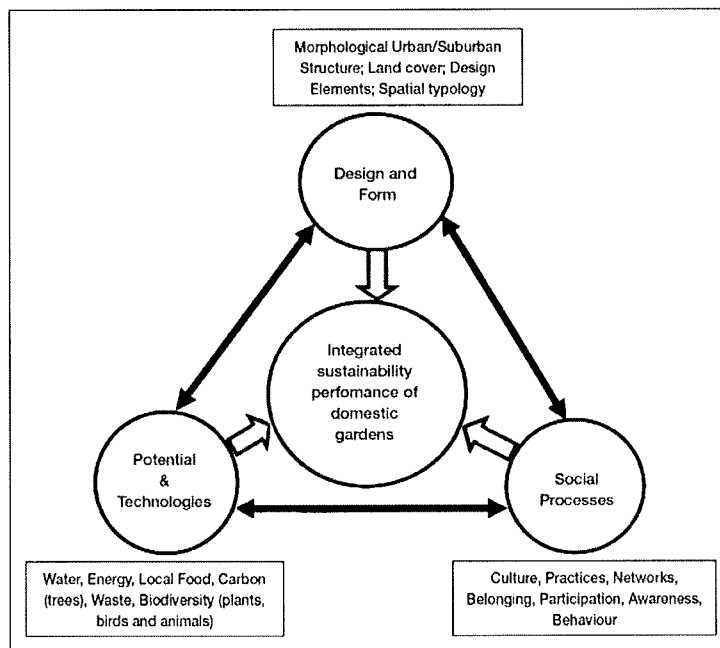 Morphological Urban/Suburban
Structure; Land cover; Design
Elements; Spatial typology
Design and
Form
Integrated
sustainability
perfomance of
domestic
gardens
Potential
&
Technologies
Social
Processes
Water, Energy, Local Food, Carbon
(trees), Waste, Biodiversity (plants,
birds and animals)
Culture, Practices, Networks,
Belonging, Participation, Awareness,
Behaviour